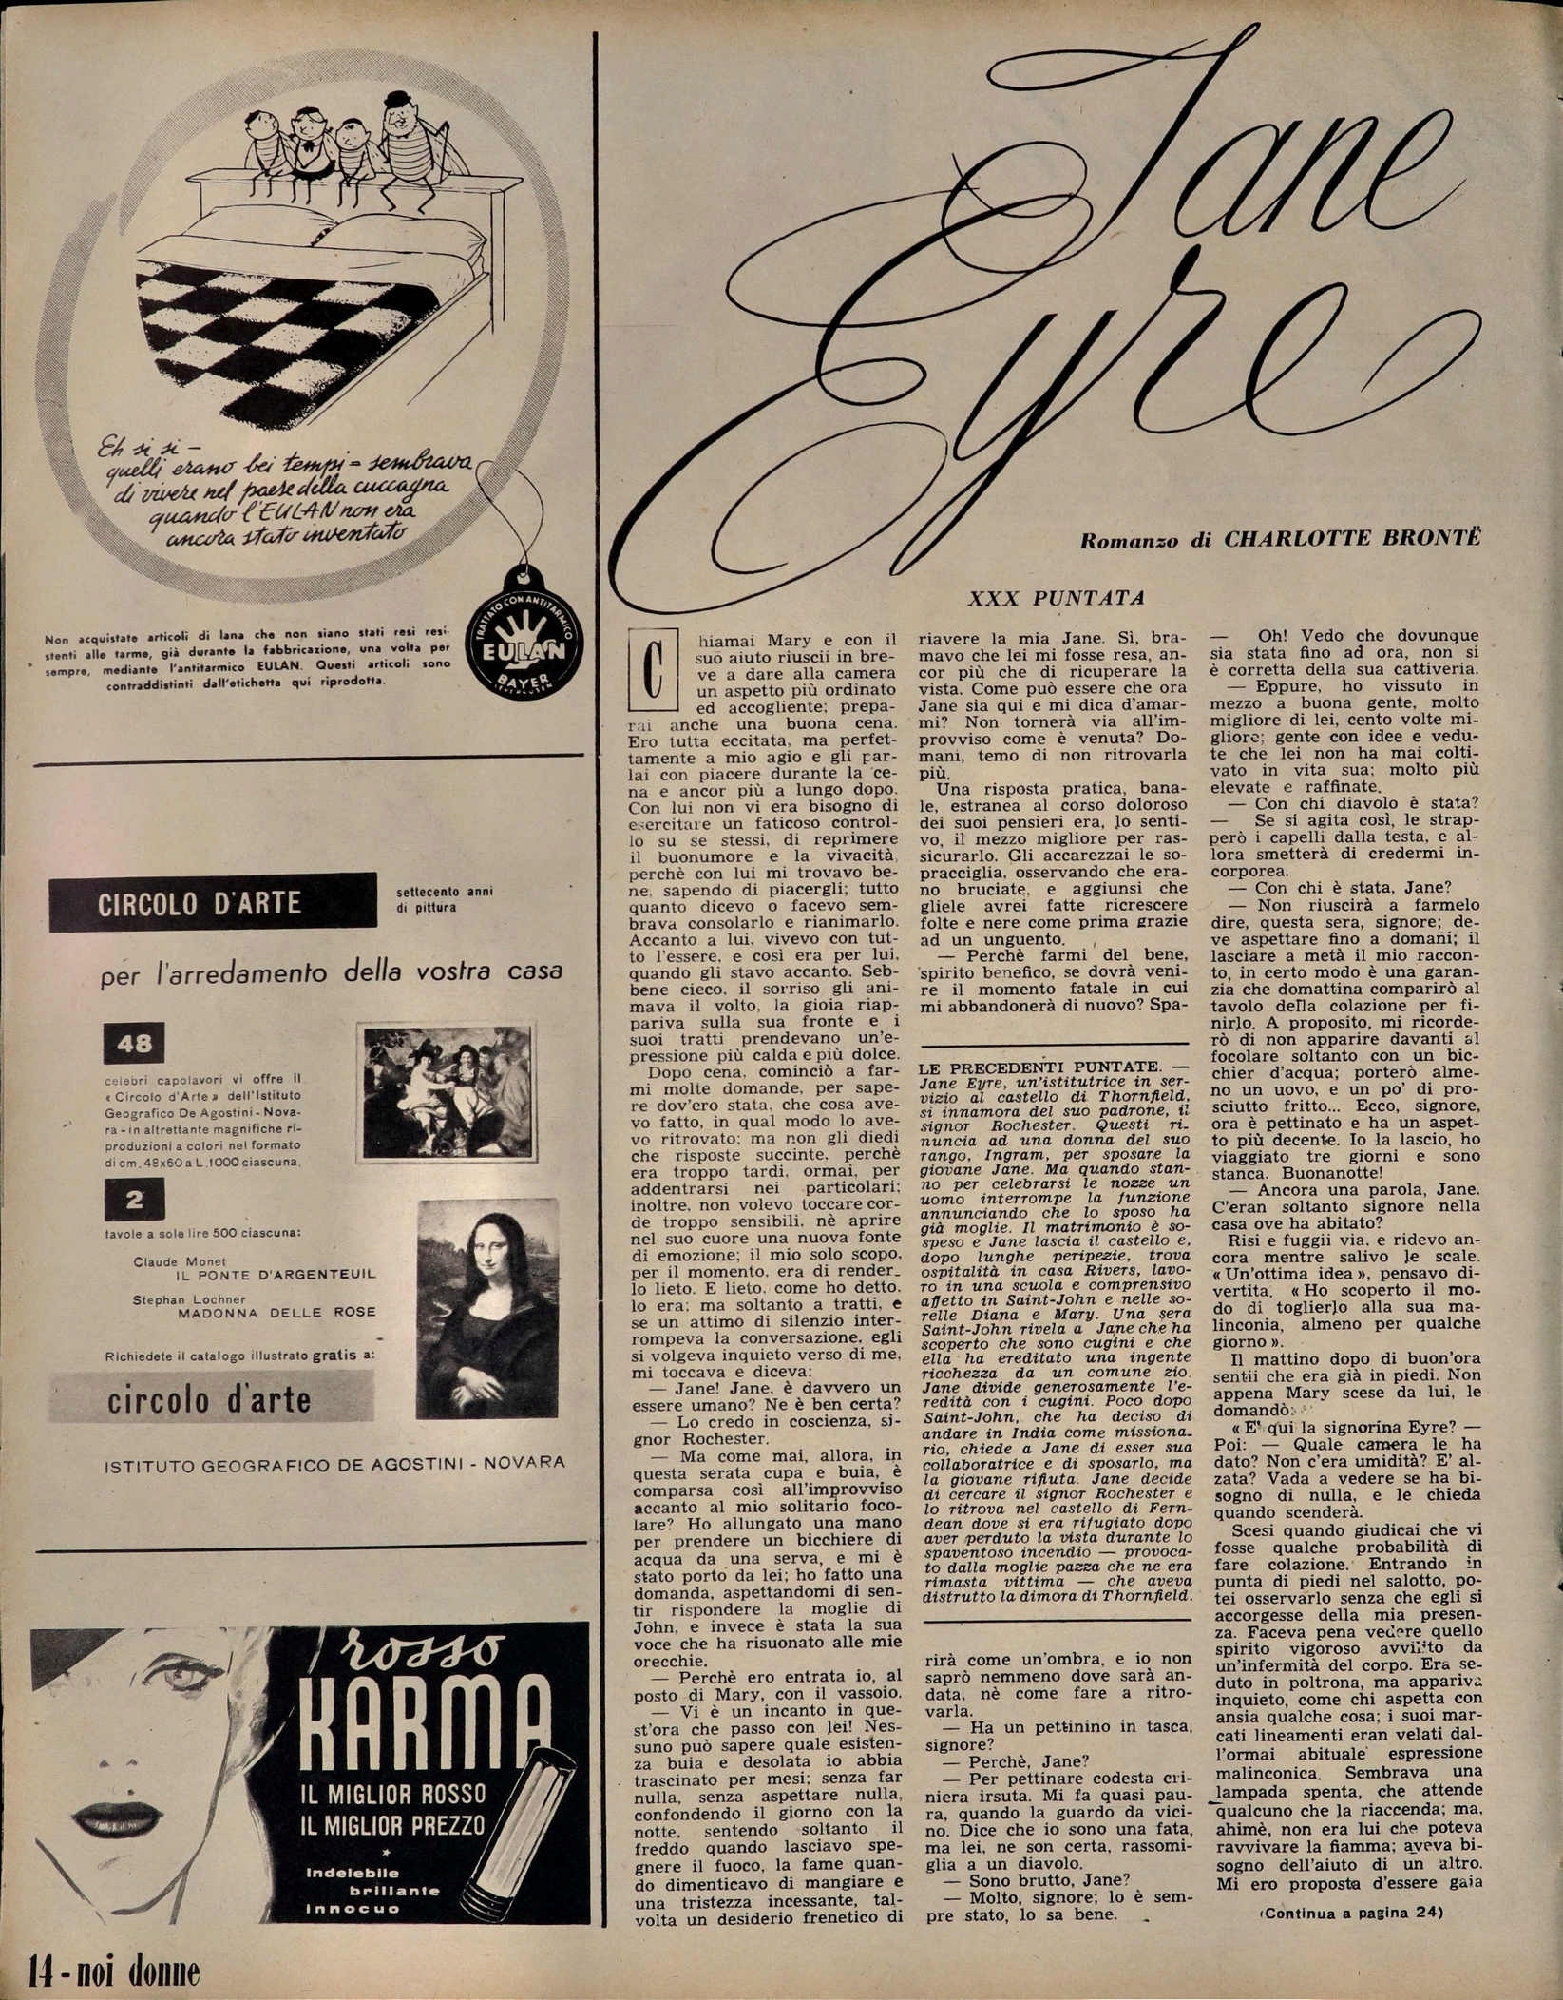 Jane
Eyre
Eh si si -
quelli erano bei tempi = sembrava
di vivere nel paese della cuccagna
quando l'EULAN non era
ancora stato inventato
TRATTATO CON ANTITARMICO
EULAN
BAYER
Non acquistate articoli di lana che non siano stati resi resi-
stenti alle tarme, già durante la fabbricazione, una volta per
sempre, mediante l'antitarmico EULAN. Questi articoli sono
contraddistinti dall'etichetta qui riprodotta.
CIRCOLO D'ARTE
settecento anni
di pittura
per l'arredamento della vostra casa
48
celebri capolavori vi offre il
« Circolo d'Arte » dell'Istituto
Geografico De Agostini - Nova-
ra - in altrettante magnifiche ri-
produzioni a colori nel formato
di cm. 48x60 a L. 1000 ciascuna.
2
tavole a sole lire 500 ciascuna:
Claude Monet
IL PONTE D'ARGENTEUIL
Stephan Lochner
MADONNA DELLE ROSE
Richiedete il catalogo illustrato gratis a:
circolo d'arte
ISTITUTO GEOGRAFICO DE AGOSTINI - NOVARA
rosso
KARMA
IL MIGLIOR ROSSO
IL MIGLIOR PREZZO
Indelebile
brillante
innocuo
Romanzo di CHARLOTTE BRONTË
XXX PUNTATA
Chiamai Mary e con il
suo aiuto riuscii in bre-
ve a dare alla camera
un aspetto più ordinato
ed accogliente; prepa-
rai anche una buona cena.
Ero tutta eccitata, ma perfet-
tamente a mio agio e gli par-
lai con piacere durante la ce-
na e ancor più a lungo dopo.
Con lui non vi era bisogno di
esercitare un faticoso control-
lo su se stessi, di reprimere
il buonumore e la vivacità,
perchè con lui mi trovavo be-
ne, sapendo di piacergli; tutto
quanto dicevo o facevo sem-
brava consolarlo e rianimarlo.
Accanto a lui, vivevo con tut-
to l'essere, e così era per lui,
quando gli stavo accanto. Seb-
bene cieco, il sorriso gli ani-
mava il volto, la gioia riap-
pariva sulla sua fronte e i
suoi tratti prendevano un'e-
pressione più calda e più dolce.
Dopo cena, cominciò a far-
mi molte domande, per sape-
re dov'ero stata, che cosa ave-
vo fatto, in qual modo lo ave-
vo ritrovato; ma non gli diedi
che risposte succinte, perchè
era troppo tardi, ormai, per
addentrarsi nei particolari;
inoltre, non volevo toccare cor-
de troppo sensibili, nè aprire
nel suo cuore una nuova fonte
di emozione; il mio solo scopo,
per il momento, era di render-
lo lieto. E lieto, come ho detto,
lo era; ma soltanto a tratti, e
se un attimo di silenzio inter-
rompeva la conversazione, egli
si volgeva inquieto verso di me,
mi toccava e diceva:
— Jane! Jane, è davvero un
essere umano? Ne è ben certa?
— Lo credo in coscienza, si-
gnor Rochester.
— Ma come mai, allora, in
questa serata cupa e buia, è
comparsa così all'improvviso
accanto al mio solitario foco-
lare? Ho allungato una mano
per prendere un bicchiere di
acqua da una serva, e mi è
stato porto da lei; ho fatto una
domanda, aspettandomi di sen-
tir rispondere la moglie di
John, e invece è stata la sua
voce che ha risuonato alle mie
orecchie.
— Perchè ero entrata io, al
posto di Mary, con il vassoio.
— Vi è un incanto in que-
st'ora che passo con lei! Nes-
suno può sapere quale esisten-
za buia e desolata io abbia
trascinato per mesi; senza far
nulla, senza aspettare nulla,
confondendo il giorno con la
notte, sentendo soltanto il
freddo quando lasciavo spe-
gnere il fuoco, la fame quan-
do dimenticavo di mangiare e
una tristezza incessante, tal-
volta un desiderio frenetico di
riavere la mia Jane. Sì, bra-
mavo che lei mi fosse resa, an-
cor più che di ricuperare la
vista. Come può essere che ora
Jane sia qui e mi dica d'amar-
mi? Non tornerà via all'im-
provviso come è venuta? Do-
mani, temo di non ritrovarla
più.
Una risposta pratica, bana-
le, estranea al corso doloroso
dei suoi pensieri era, lo senti-
vo, il mezzo migliore per ras-
sicurarlo. Gli accarezzai le so-
pracciglia, osservando che era-
no bruciate, e aggiunsi che
gliele avrei fatte ricrescere
folte e nere come prima grazie
ad un unguento.
— Perchè farmi del bene,
spirito benefico, se dovrà veni-
re il momento fatale in cui
mi abbandonerà di nuovo? Spa-
LE PRECEDENTI PUNTATE. —
Jane Eyre, un'istitutrice in ser-
vizio al castello di Thornfield,
si innamora del suo padrone, il
signor Rochester. Questi ri-
nuncia ad una donna del suo
rango, Ingram, per sposare la
giovane Jane. Ma quando stan-
no per celebrarsi le nozze un
uomo interrompe la funzione
annunciando che lo sposo ha
già moglie. Il matrimonio è so-
speso e Jane lascia il castello e,
dopo lunghe peripezie, trova
ospitalità in casa Rivers, lavo-
ro in una scuola e comprensivo
affetto in Saint-John e nelle so-
relle Diana e Mary. Una sera
Saint-John rivela a Jane che ha
scoperto che sono cugini e che
ella ha ereditato una ingente
ricchezza da un comune zio.
Jane divide generosamente l'e-
redità con i cugini. Poco dopo
Saint-John, che ha deciso di
andare in India come missiona-
rio, chiede a Jane di esser sua
collaboratrice e di sposarlo, ma
la giovane rifiuta. Jane decide
di cercare il signor Rochester e
lo ritrova nel castello di Fern-
dean dove si era rifugiato dopo
aver perduto la vista durante lo
spaventoso incendio — provoca-
to dalla moglie pazza che ne era
rimasta vittima — che aveva
distrutto la dimora di Thornfield.
rirà come un'ombra, e io non
saprò nemmeno dove sarà an-
data, nè come fare a ritro-
varla.
— Ha un pettinino in tasca,
signore?
— Perchè, Jane?
— Per pettinare codesta cri-
niera irsuta. Mi fa quasi pau-
ra, quando la guardo da vici-
no. Dice che io sono una fata,
ma lei, ne son certa, rassomi-
glia a un diavolo.
— Sono brutto, Jane?
— Molto, signore; lo è sem-
pre stato, lo sa bene.
— Oh! Vedo che dovunque
sia stata fino ad ora, non si
è corretta della sua cattiveria.
— Eppure, ho vissuto in
mezzo a buona gente, molto
migliore di lei, cento volte mi-
gliore; gente con idee e vedu-
te che lei non ha mai colti-
vato in vita sua; molto più
elevate e raffinate.
— Con chi diavolo è stata?
— Se si agita così, le strap-
però i capelli dalla testa, e al-
lora smetterà di credermi in-
corporea.
— Con chi è stata, Jane?
— Non riuscirà a farmelo
dire, questa sera, signore; de-
ve aspettare fino a domani; il
lasciare a metà il mio raccon-
to, in certo modo è una garan-
zia che domattina comparirò al
tavolo della colazione per fi-
nirlo. A proposito, mi ricorde-
rò di non apparire davanti al
focolare soltanto con un bic-
chier d'acqua; porterò alme-
no un uovo, e un po' di pro-
sciutto fritto... Ecco, signore,
ora è pettinato e ha un aspet-
to più decente. Io la lascio, ho
viaggiato tre giorni e sono
stanca. Buonanotte!
— Ancora una parola, Jane.
C'eran soltanto signore nella
casa ove ha abitato?
Risi e fuggii via, e ridevo an-
cora mentre salivo le scale.
« Un'ottima idea », pensavo di-
vertita. « Ho scoperto il mo-
do di toglierlo alla sua ma-
linconia, almeno per qualche
giorno ».
Il mattino dopo di buon'ora
sentii che era già in piedi. Non
appena Mary scese da lui, le
domandò:
« E' qui la signorina Eyre? —
Poi: — Quale camera le ha
dato? Non c'era umidità? E' al-
zata? Vada a vedere se ha bi-
sogno di nulla, e le chieda
quando scenderà.
Scesi quando giudicai che vi
fosse qualche probabilità di
fare colazione. Entrando in
punta di piedi nel salotto, po-
tei osservarlo senza che egli si
accorgesse della mia presen-
za. Faceva pena vedere quello
spirito vigoroso avvilito da
un'infermità del corpo. Era se-
duto in poltrona, ma appariva
inquieto, come chi aspetta con
ansia qualche cosa; i suoi mar-
cati lineamenti eran velati dal-
l'ormai abituale espressione
malinconica. Sembrava una
lampada spenta, che attende
qualcuno che la riaccenda; ma,
ahimè, non era lui che poteva
ravvivare la fiamma; aveva bi-
sogno dell'aiuto di un altro.
Mi ero proposta d'essere gaia
(Continua a pagina 24)
14 - noi donne